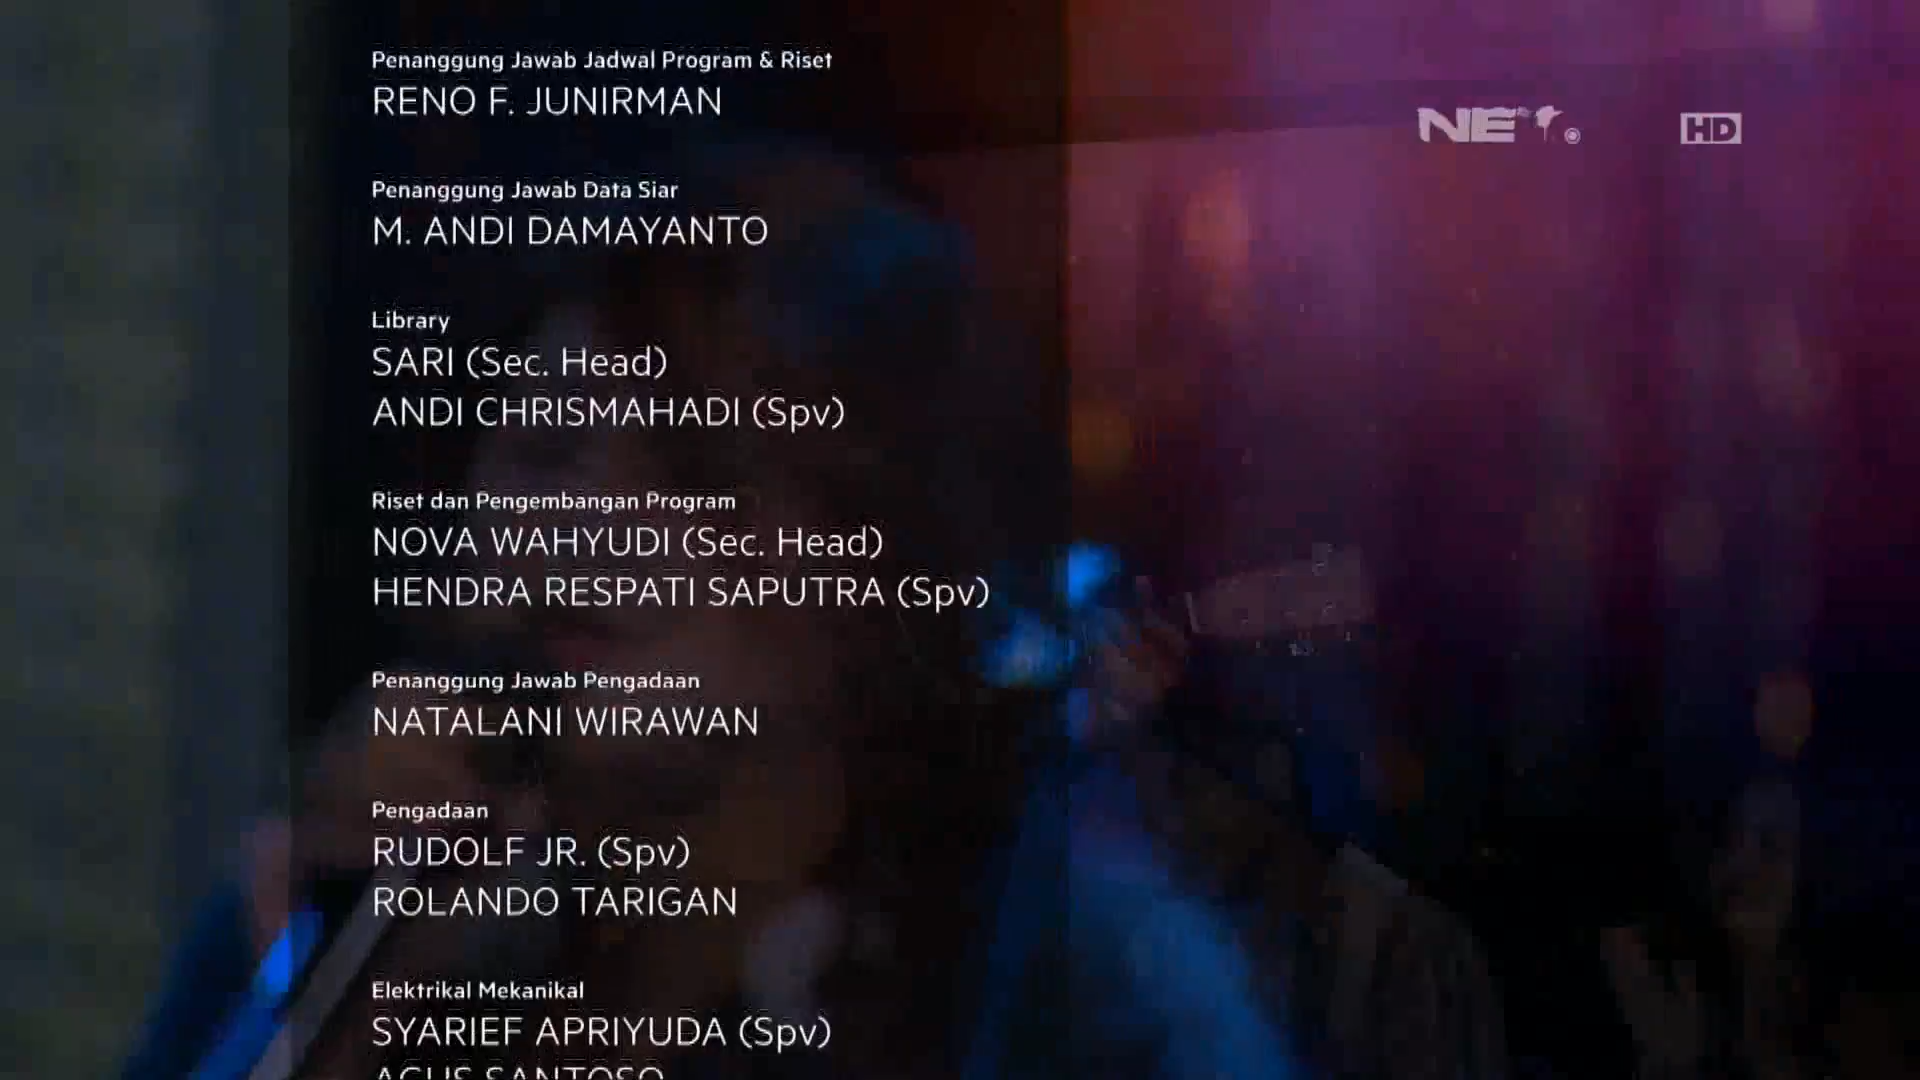 Penanggung Jawab Jadwal Program & Riset
RENO F. JUNIRMAN
NET.
HD
Penanggung Jawab Data Siar
M. ANDI DAMAYANTO
Library
SARI (Sec. Head)
ANDI CHRISMAHADI (Spv)
Riset dan Pengembangan Program
NOVA WAHYUDI (Sec. Head)
HENDRA RESPATI SAPUTRA (Spv)
Penanggung Jawab Pengadaan
NATALANI WIRAWAN
Pengadaan
RUDOLF JR. (Spv)
ROLANDO TARIGAN
Elektrikal Mekanikal
SYARIEF APRIYUDA (Spv)
AGUS SANTOSO